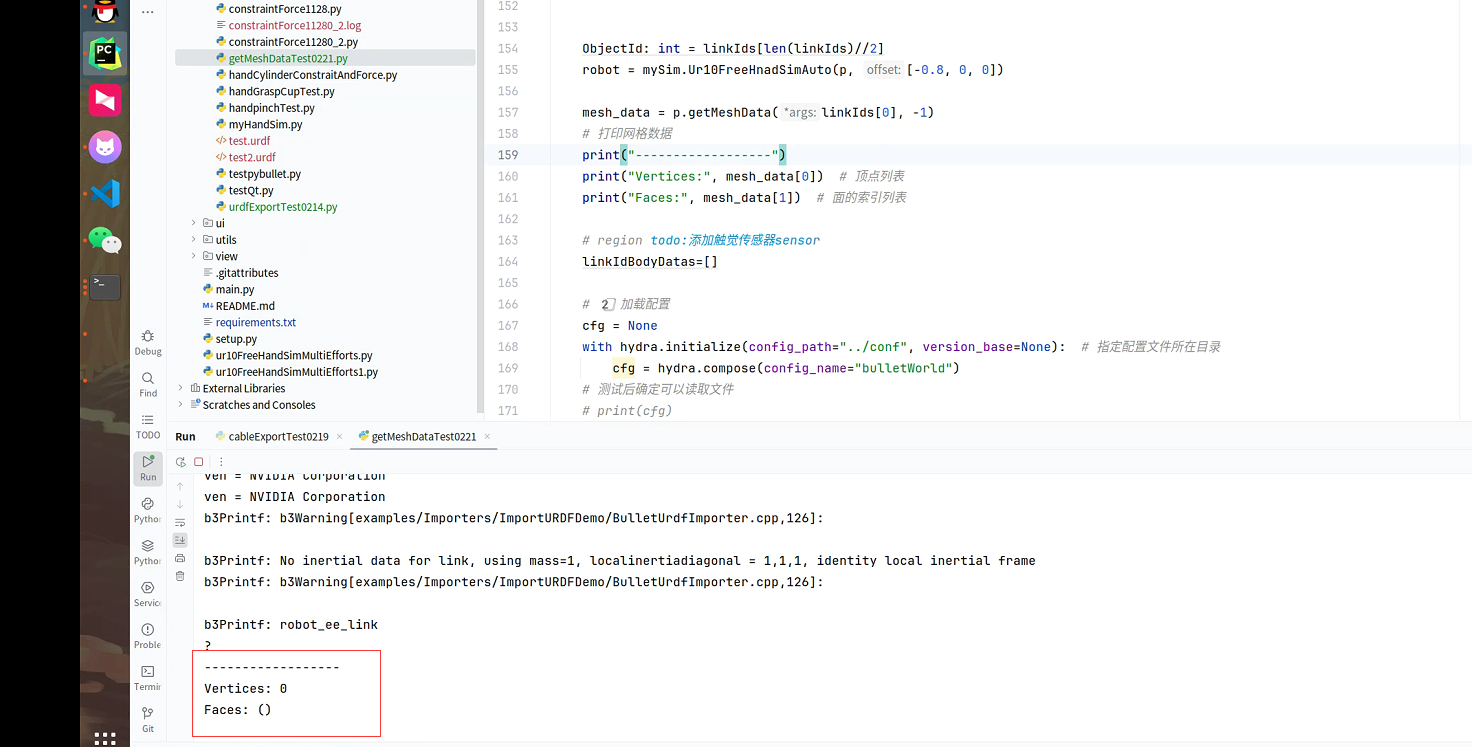 constraintForce1128.py
constraintForce11280_2.log
constraintForce11280_2.py
getMeshDataTest0221.py
handCylinderConstraitAndForce.py
handGraspCupTest.py
handpinchTest.py
myHandSim.py
test.urdf
test2.urdf
testpybullet.py
testQt.py
urdfExportTest0214.py
ui
utils
view
.gitattributes
main.py
README.md
requirements.txt
setup.py
ur10FreeHandSimMultiEfforts.py
ur10FreeHandSimMultiEfforts1.py
External Libraries
Scratches and Consoles
152
153
154 ObjectId: int = linkIds[len(linkIds)//2]
155 robot = mySim.Ur10FreeHnadSimAuto(p, offset: [-0.8, 0, 0])
156
157 mesh_data = p.getMeshData( *args: linkIds[0], -1)
158 # 打印网格数据
159 print("------------------")
160 print("Vertices:", mesh_data[0]) # 顶点列表
161 print("Faces:", mesh_data[1]) # 面的索引列表
162
163 # region todo:添加触觉传感器sensor
164 linkIdBodyDatas=[]
165
166 # 2 加载配置
167 cfg = None
168 with hydra.initialize(config_path="../conf", version_base=None): # 指定配置文件所在目录
169 cfg = hydra.compose(config_name="bulletWorld")
170 # 测试后确定可以读取文件
171 # print(cfg)
Debug
Find
TODO
Run
Pytho
Pytho
Servic
Proble
Termin
Git
PC
M↓
>_
Run cableExportTest0219 × getMeshDataTest0221 ×
ven = NVIDIA Corporation
ven = NVIDIA Corporation
b3Printf: b3Warning[examples/Importers/ImportURDFDemo/BulletUrdfImporter.cpp,126]:
b3Printf: No inertial data for link, using mass=1, localinertiadiagonal = 1,1,1, identity local inertial frame
b3Printf: b3Warning[examples/Importers/ImportURDFDemo/BulletUrdfImporter.cpp,126]:
b3Printf: robot_ee_link
?
------------------
Vertices: 0
Faces: ()